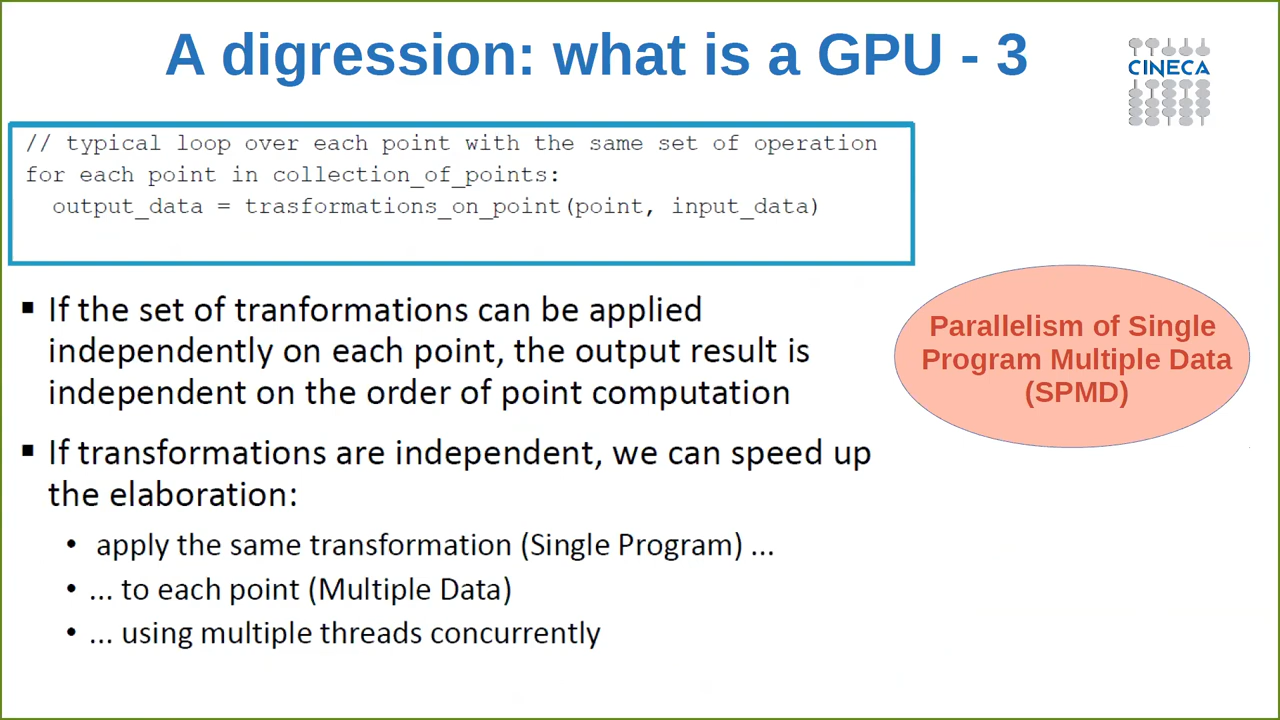 A digression: what is a GPU - 3
CINECA
// typical loop over each point with the same set of operation
for each point in collection_of_points:
output_data = trasformations_on_point(point, input_data)
▪ If the set of tranformations can be applied
independently on each point, the output result is
independent on the order of point computation
Parallelism of Single
Program Multiple Data
(SPMD)
▪ If transformations are independent, we can speed up
the elaboration:
• apply the same transformation (Single Program) ...
• ... to each point (Multiple Data)
• ... using multiple threads concurrently